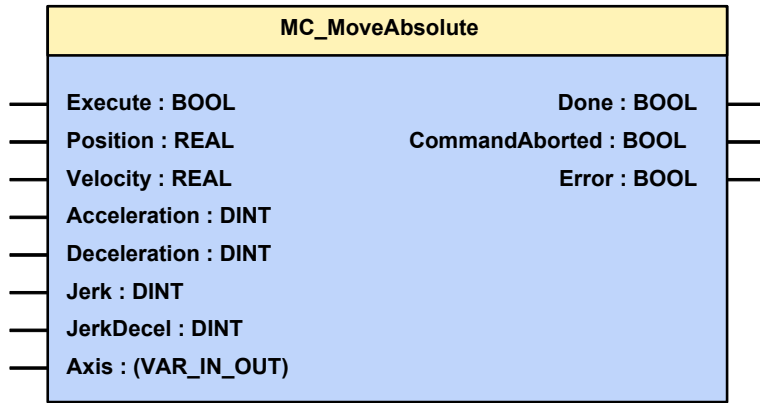 MC_MoveAbsolute
Execute : BOOL Done : BOOL
Position : REAL CommandAborted : BOOL
Velocity : REAL Error : BOOL
Acceleration : DINT
Deceleration : DINT
Jerk : DINT
JerkDecel : DINT
Axis : (VAR_IN_OUT)